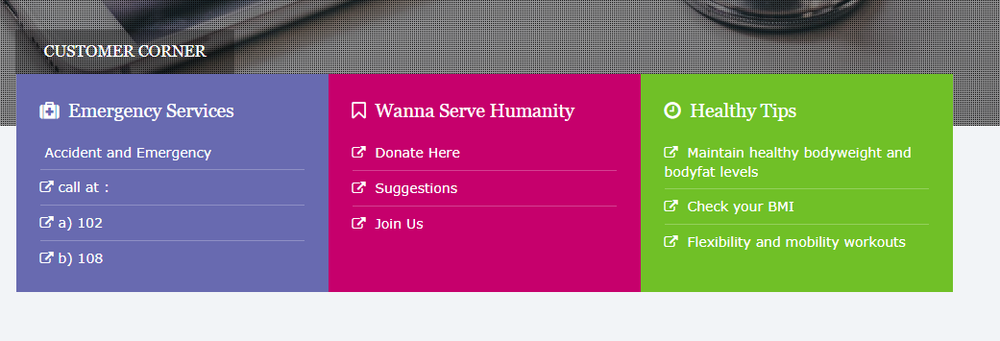 CUSTOMER CORNER
Emergency Services
Accident and Emergency
call at :
a) 102
b) 108
Wanna Serve Humanity
Donate Here
Suggestions
Join Us
Healthy Tips
Maintain healthy bodyweight and
bodyfat levels
Check your BMI
Flexibility and mobility workouts